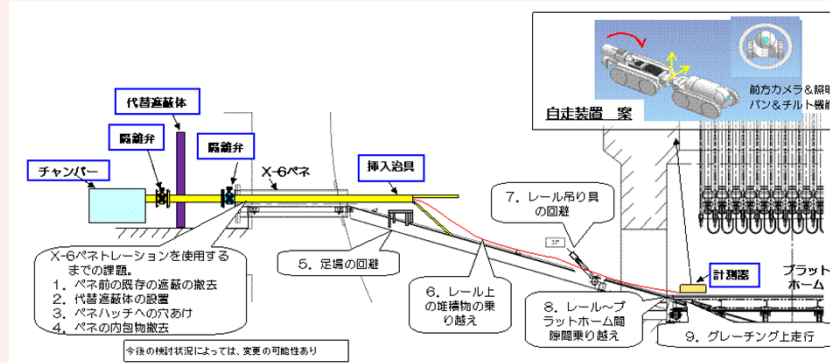 前方カメラ&照明
パン&チルト機能
自走装置　案
代替遮蔽体
隔離弁
隔離弁
チャンバー
X-6ペネ
挿入治具
7．レール吊り具
の回避
X-6ペネトレーションを使用する
までの課題。
1．ペネ前の既存の遮蔽の撤去
2．代替遮蔽体の設置
3．ペネハッチへの穴あけ
4．ペネの内包物撤去
5．足場の回避
6．レール上
の堆積物の乗
り越え
計測器
プラット
ホーム
8．レール～プ
ラットホーム間
隙間乗り越え
9．グレーチング上走行
今後の検討状況によっては、変更の可能性あり